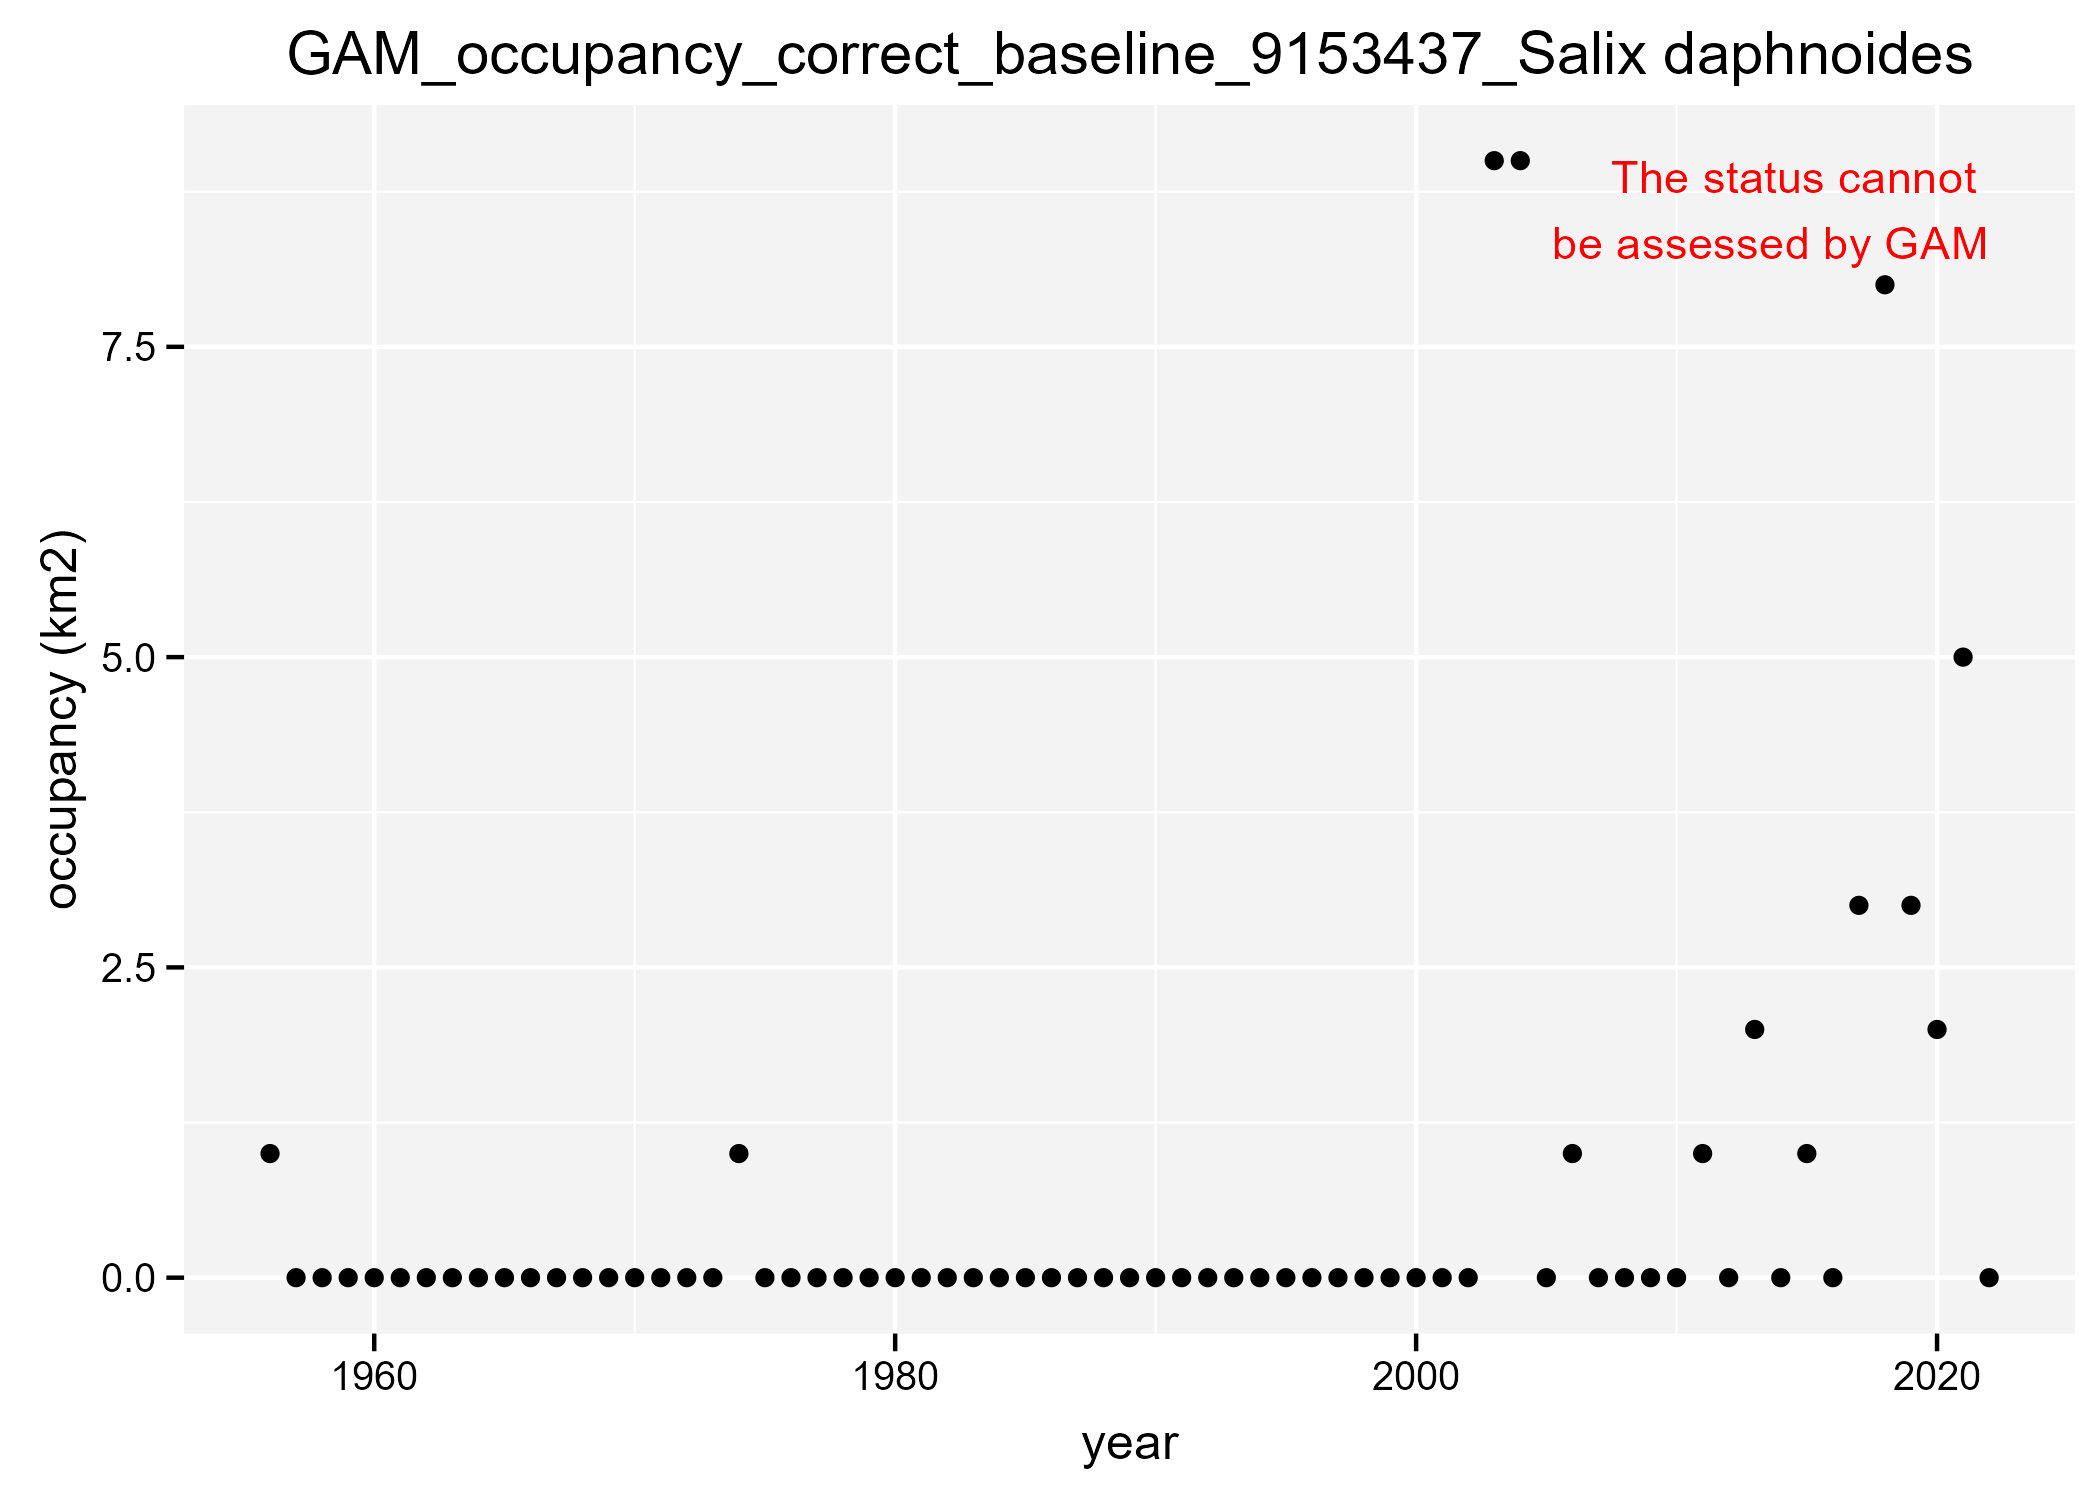 GAM_occupancy_correct_baseline_9153437_Salix daphnoides
The status cannot
be assessed by GAM
7.5
5.0
2.5
0.0
occupancy (km2)
1960
1980
2000
2020
year